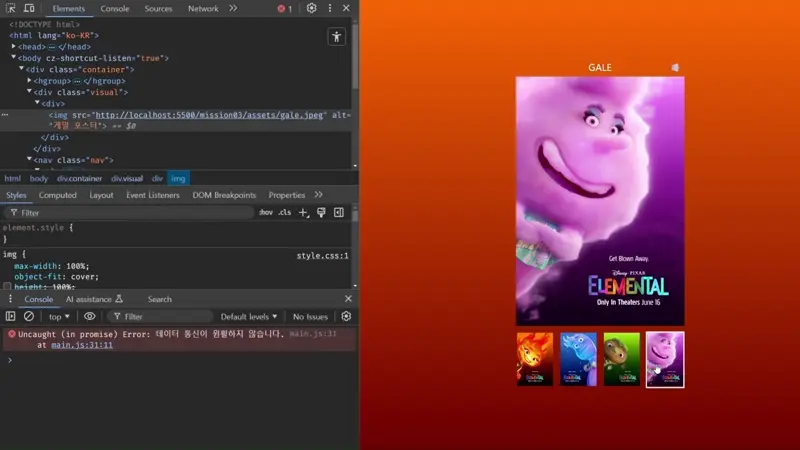 Elements Console Sources Network 1
<!DOCTYPE html>
<html lang="ko-KR">
<head> </head>
<body cz-shortcut-listen="true">
<div class="container">
<hgroup> </hgroup>
<div class="visual">
<div>
<img src="http://localhost:5500/mission03/assets/gale.jpeg" alt=
"게일 포스터"> == $0
</div>
</div>
<nav class="nav">
html body div.container div.visual div img
Styles Computed Layout Event Listeners DOM Breakpoints Properties
Filter :hov .cls
element.style {
}
img { style.css:1
max-width: 100%;
object-fit: cover;
height: 100%;
Console AI assistance Search
top Filter Default levels No Issues
Uncaught (in promise) Error: 데이터 통신이 원활하지 않습니다. main.js:31
at main.js:31:11
GALE
Get Blown Away.
Disney PIXAR
ELEMENTAL
Only in Theaters June 16